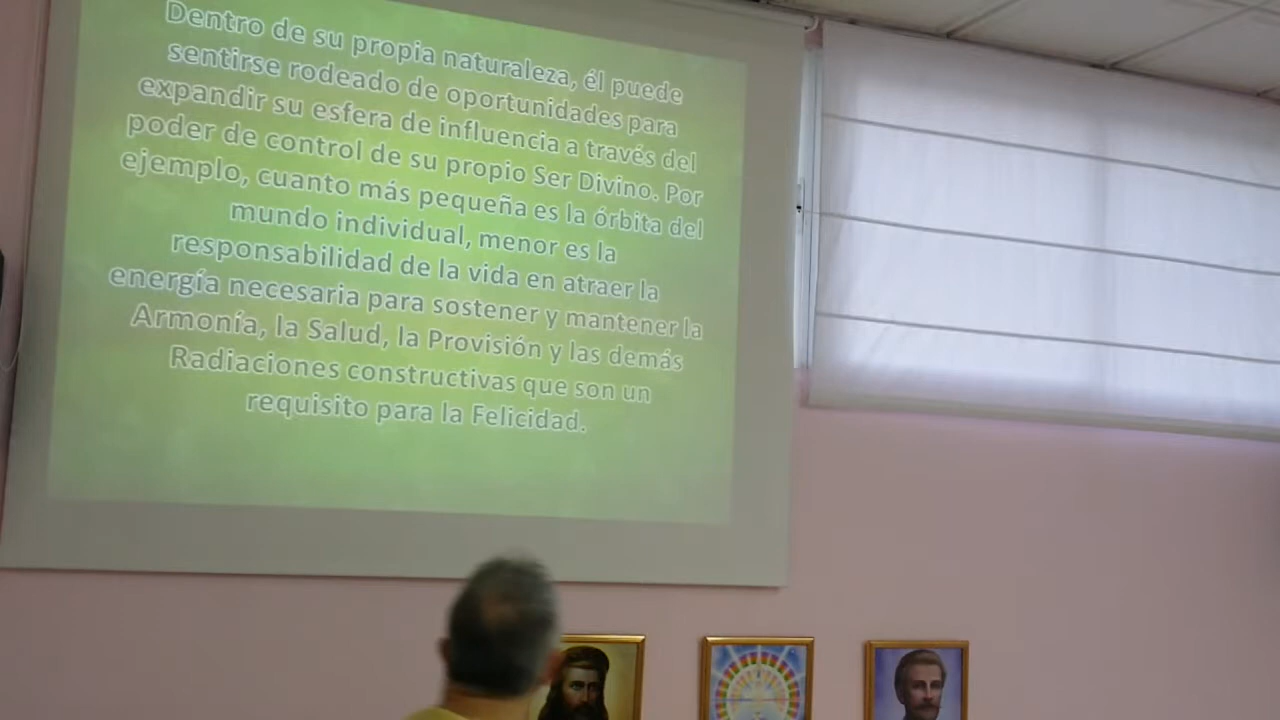 Dentro de su propia naturaleza, él puede
sentirse rodeado de oportunidades para
expandir su esfera de influencia a través del
poder de control de su propio Ser Divino. Por
ejemplo, cuanto más pequeña es la órbita del
mundo individual, menor es la
responsabilidad de la vida en atraer la
energía necesaria para sostener y mantener la
Armonía, la Salud, la Provisión y las demás
Radiaciones constructivas que son un
requisito para la Felicidad.